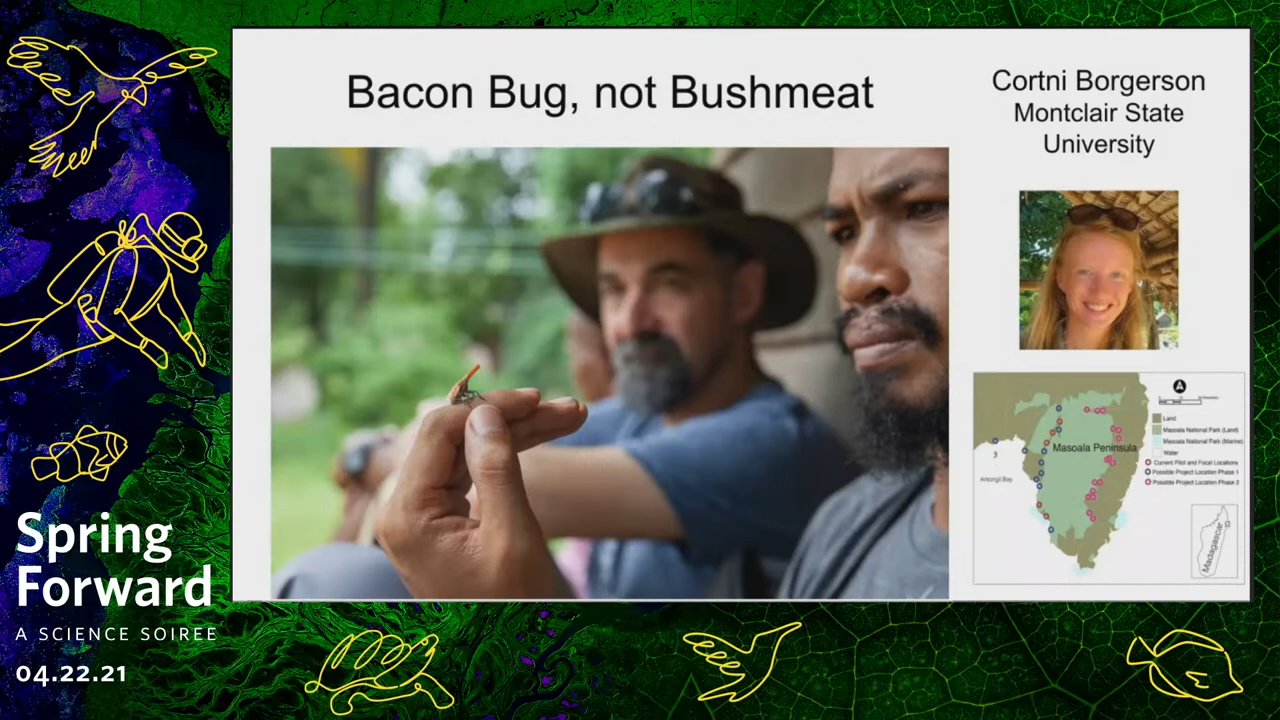 Bacon Bug, not Bushmeat
Cortni Borgerson
Montclair State
University
A
Land
Masoala National Park (Land)
Masoala National Park (Marine)
Water
Current Pilot and Focal Locations
Possible Project Location Phase 1
Possible Project Location Phase 2
Masoala Peninsula
Antongil Bay
Madagascar
Spring
Forward
A SCIENCE SOIREE
04.22.21